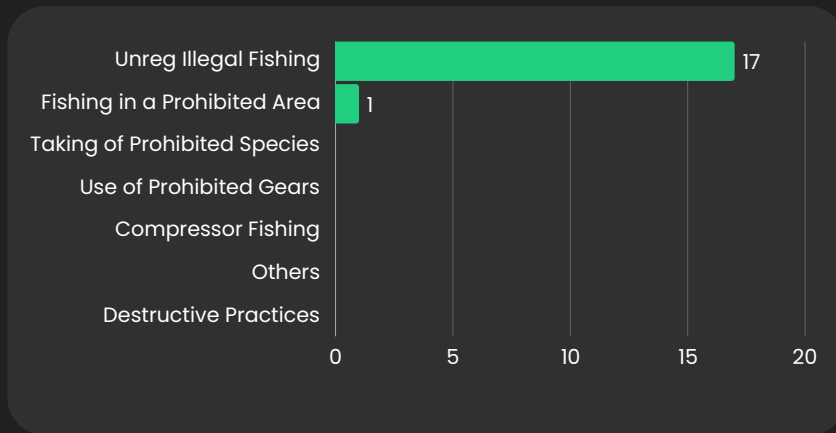 Unreg Illegal Fishing
17
Fishing in a Prohibited Area
1
Taking of Prohibited Species
Use of Prohibited Gears
Compressor Fishing
Others
Destructive Practices
0 5 10 15 20